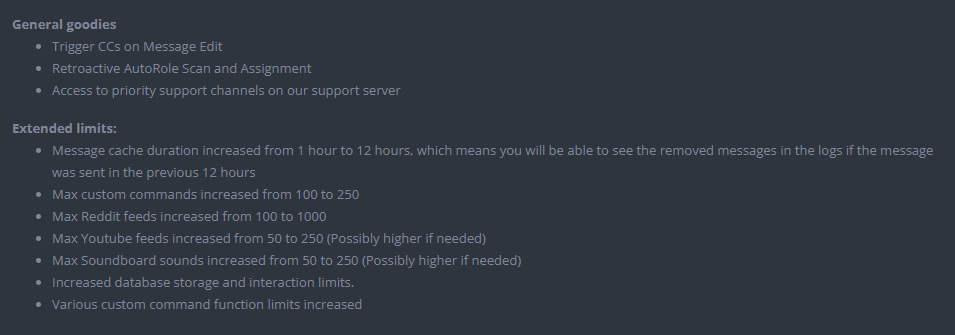 General goodies
Trigger CCs on Message Edit
Retroactive AutoRole Scan and Assignment
Access to priority support channels on our support server
Extended limits:
Message cache duration increased from 1 hour to 12 hours, which means you will be able to see the removed messages in the logs if the message
was sent in the previous 12 hours
Max custom commands increased from 100 to 250
Max Reddit feeds increased from 100 to 1000
Max Youtube feeds increased from 50 to 250 (Possibly higher if needed)
Max Soundboard sounds increased from 50 to 250 (Possibly higher if needed)
Increased database storage and interaction limits.
Various custom command function limits increased